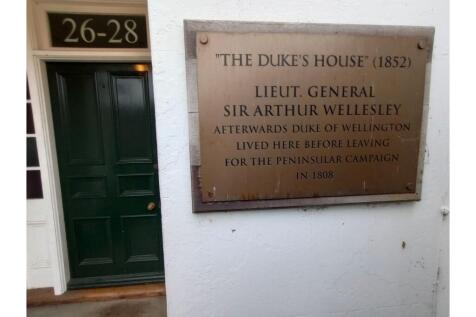 26-28
"THE DUKE'S HOUSE" (1852)
LIEUT. GENERAL
SIR ARTHUR WELLESLEY
AFTERWARDS DUKE OF WELLINGTON
LIVED HERE BEFORE LEAVING
FOR THE PENINSULAR CAMPAIGN
IN 1808